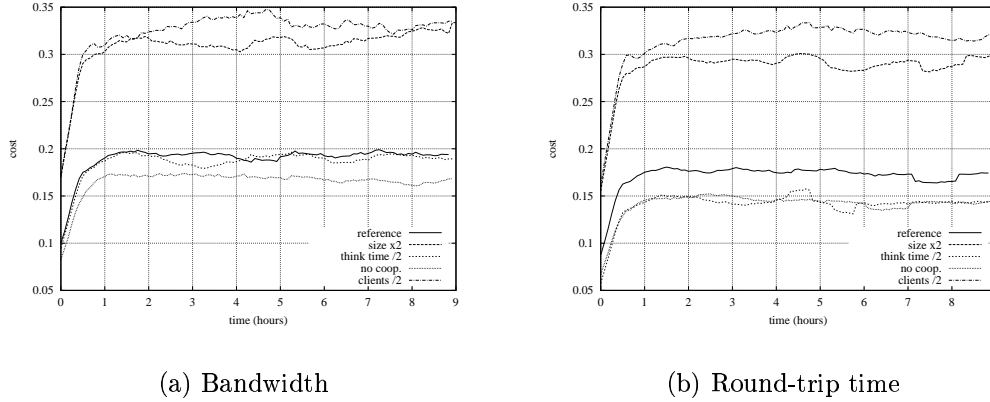 0.35
0.3
0.25
0.2
0.15
0.1
0.05
cost
reference
size x2
think time /2
no coop.
clients /2
0 1 2 3 4 5 6 7 8 9
time (hours)
(a) Bandwidth
0.35
0.3
0.25
0.2
0.15
0.1
0.05
cost
reference
size x2
think time /2
no coop.
clients /2
0 1 2 3 4 5 6 7 8
time (hours)
(b) Round-trip time